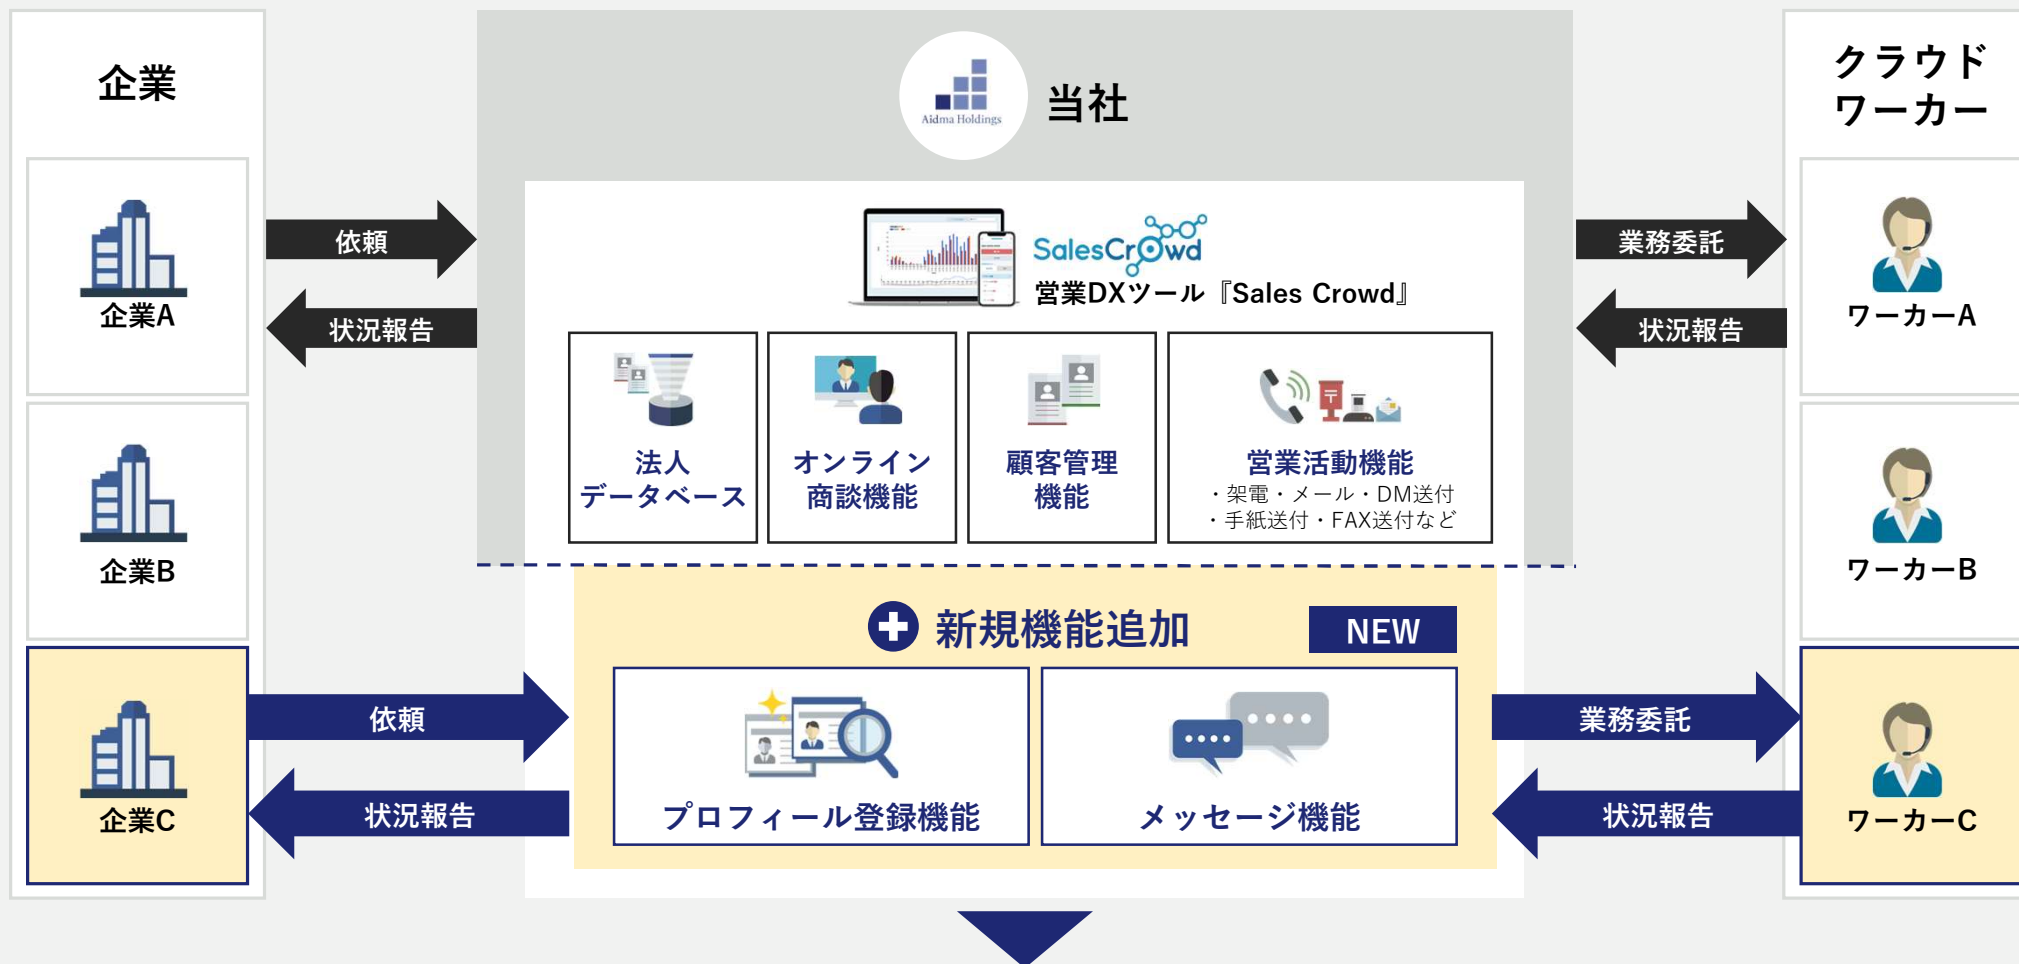 企業
企業A
企業B
企業C
依頼
状況報告
依頼
状況報告
Aidma Holdings
当社
SalesCrowd
営業DXツール『Sales Crowd』
法人
データベース
オンライン
商談機能
顧客管理
機能
営業活動機能
・架電・メール・DM送付
・手紙送付・FAX送付など
新規機能追加
NEW
プロフィール登録機能
メッセージ機能
業務委託
状況報告
業務委託
状況報告
クラウド
ワーカー
ワーカーA
ワーカーB
ワーカーC